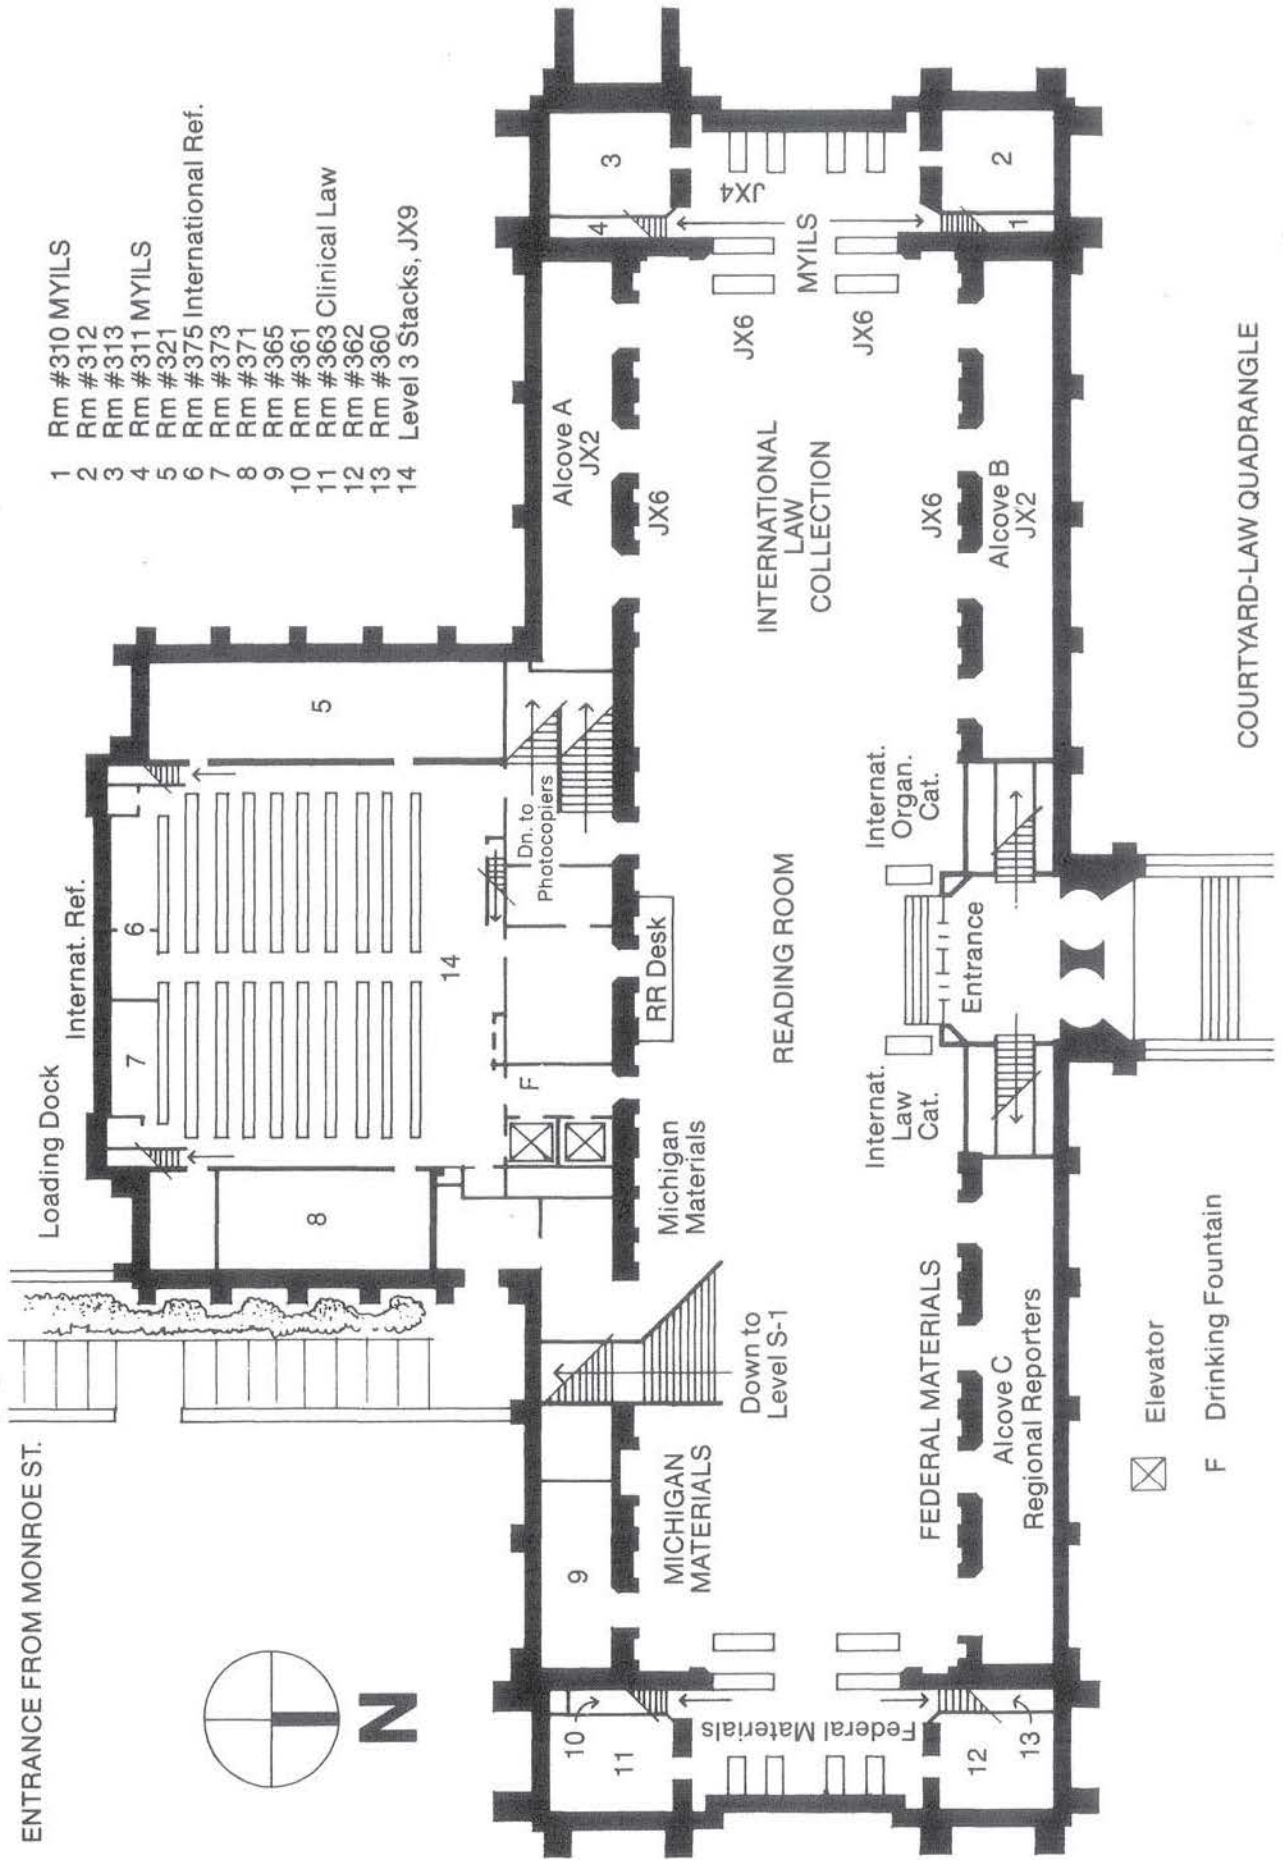 ENTRANCE FROM MONROE ST.
N
Loading Dock
Internat. Ref.
1 Rm #310 MYILS
2 Rm #312
3 Rm #313
4 Rm #311 MYILS
5 Rm #321
6 Rm #375 International Ref.
7 Rm #373
8 Rm #371
9 Rm #365
10 Rm #361
11 Rm #363 Clinical Law
12 Rm #362
13 Rm #360
14 Level 3 Stacks, JX9
7
6
8
5
14
F
Dn. to
Photocopiers
10
11
9
MICHIGAN
MATERIALS
Down to
Level S-1
Michigan
Materials
RR Desk
READING ROOM
Alcove A
JX2
JX6
INTERNATIONAL
LAW
COLLECTION
JX6
JX6
MYILS
4
3
JX4
Federal Materials
12
13
FEDERAL MATERIALS
Alcove C
Regional Reporters
Internat.
Law
Cat.
Entrance
Internat.
Organ.
Cat.
JX6
Alcove B
JX2
1
2
Elevator
F Drinking Fountain
COURTYARD-LAW QUADRANGLE